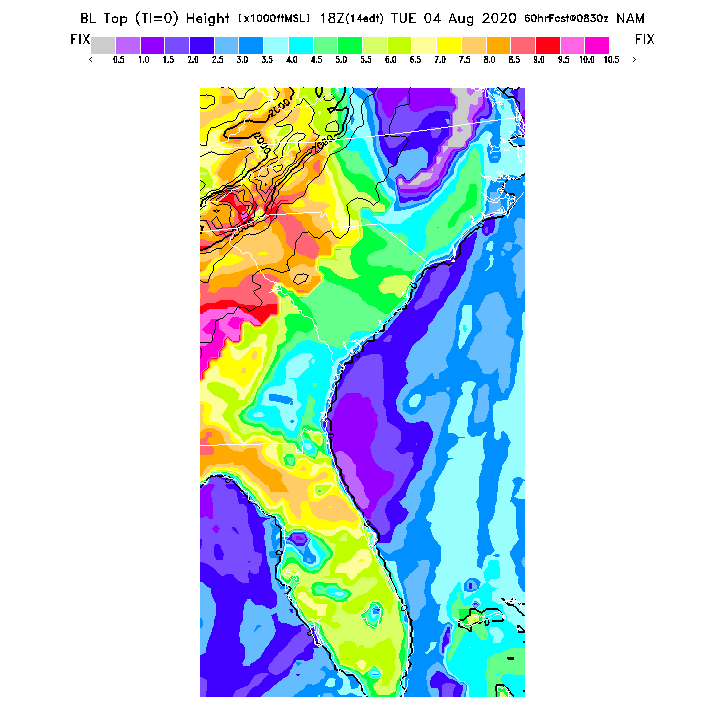 BL Top (TI=0) Height [x1000ftMSL] 18Z(14edt) TUE 04 Aug 2020 60hrFcst@0830z NAM
FIX FIX
< 0.5 1.0 1.5 2.0 2.5 3.0 3.5 4.0 4.5 5.0 5.5 6.0 6.5 7.0 7.5 8.0 8.5 9.0 9.5 10.0 10.5 >
2000
2000